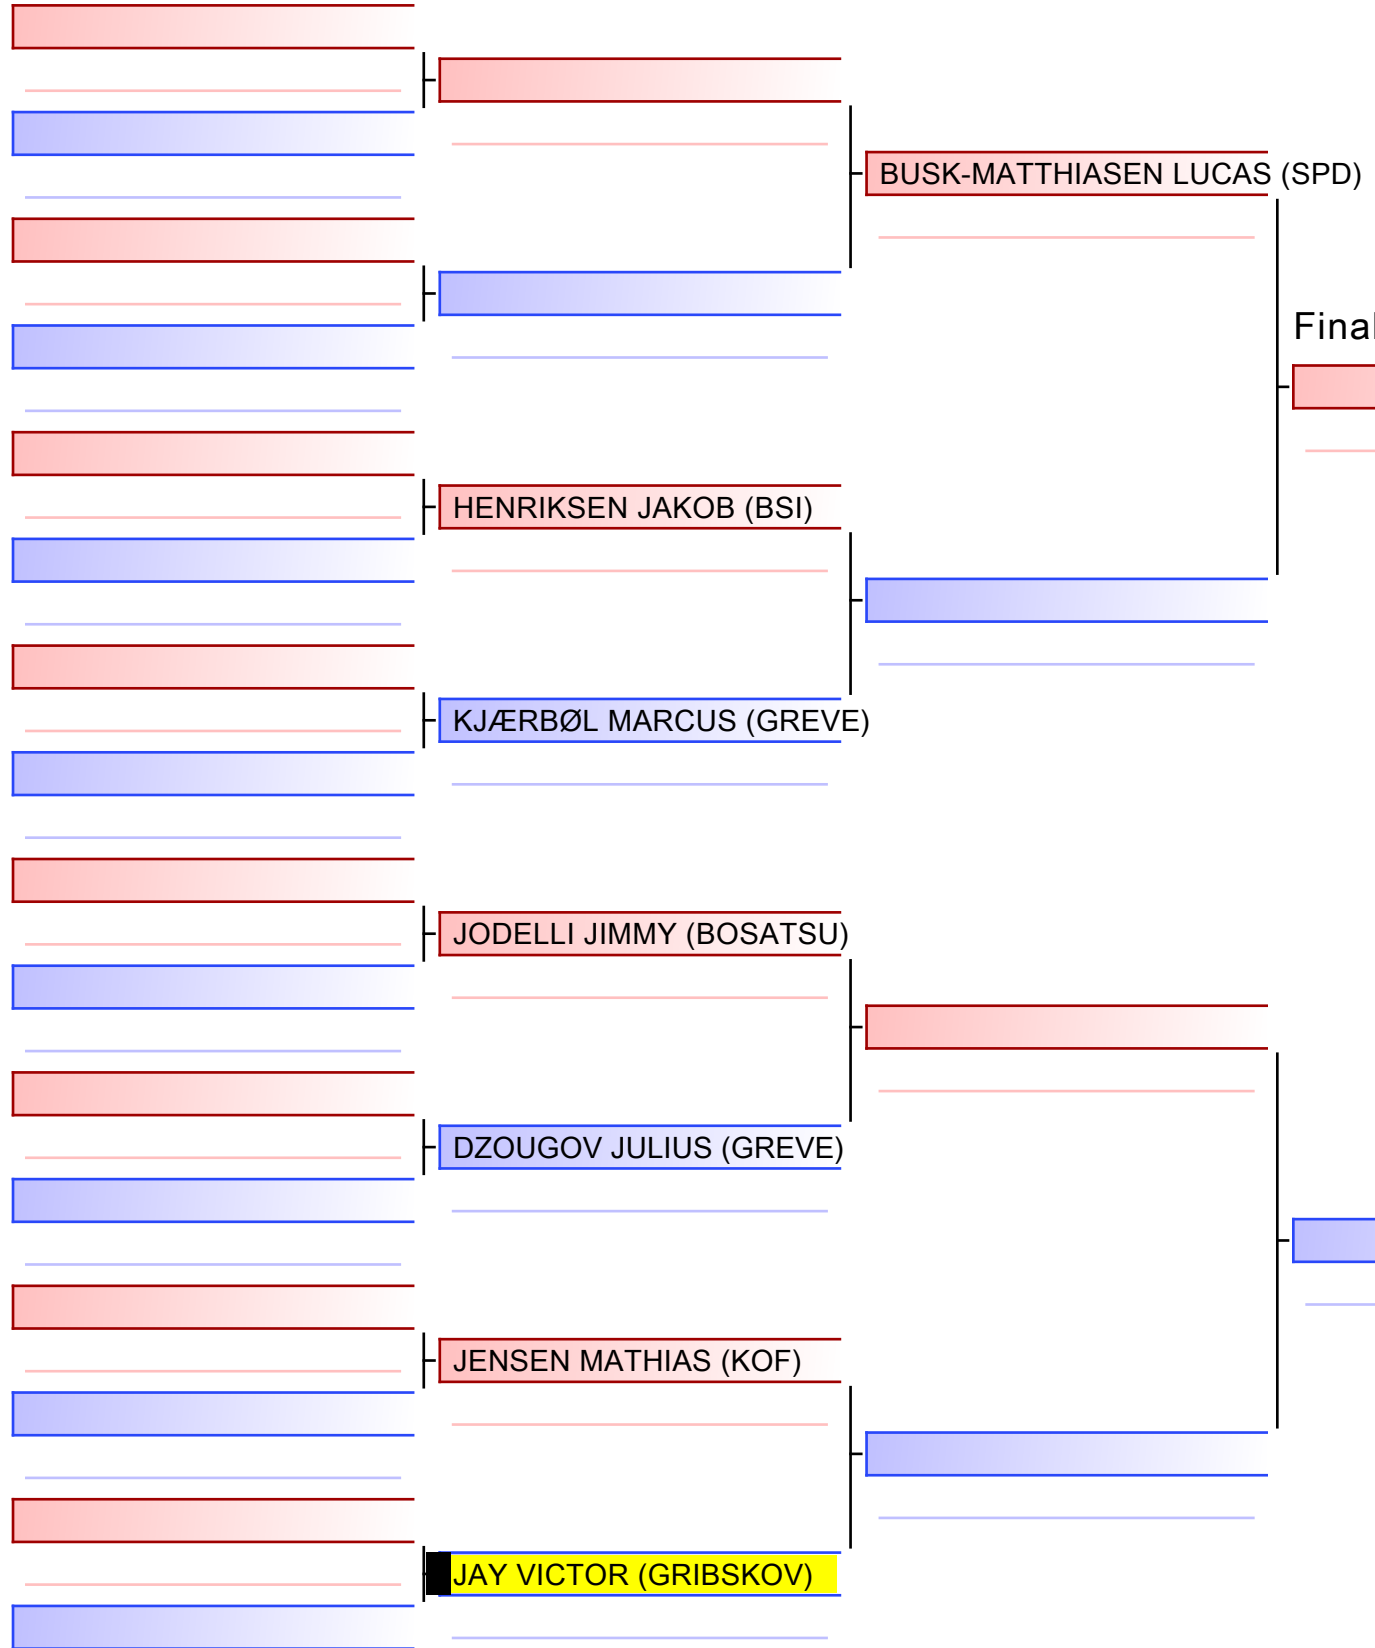 BUSK-MATTHIASEN LUCAS (SPD)
Final
HENRIKSEN JAKOB (BSI)
KJÆRBØL MARCUS (GREVE)
JODELLI JIMMY (BOSATSU)
DZOUGOV JULIUS (GREVE)
JENSEN MATHIAS (KOF)
JAY VICTOR (GRIBSKOV)